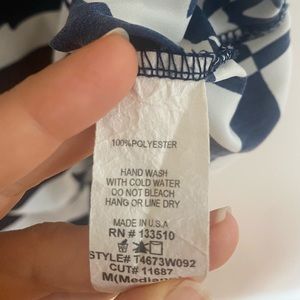 100%POLYESTER
HAND WASH
WITH COLD WATER
DO NOT BLEACH
HANG OR LINE DRY
MADE IN U.S.A
RN # 133510
STYLE# T4673W092
CUT# 11687
M(Median